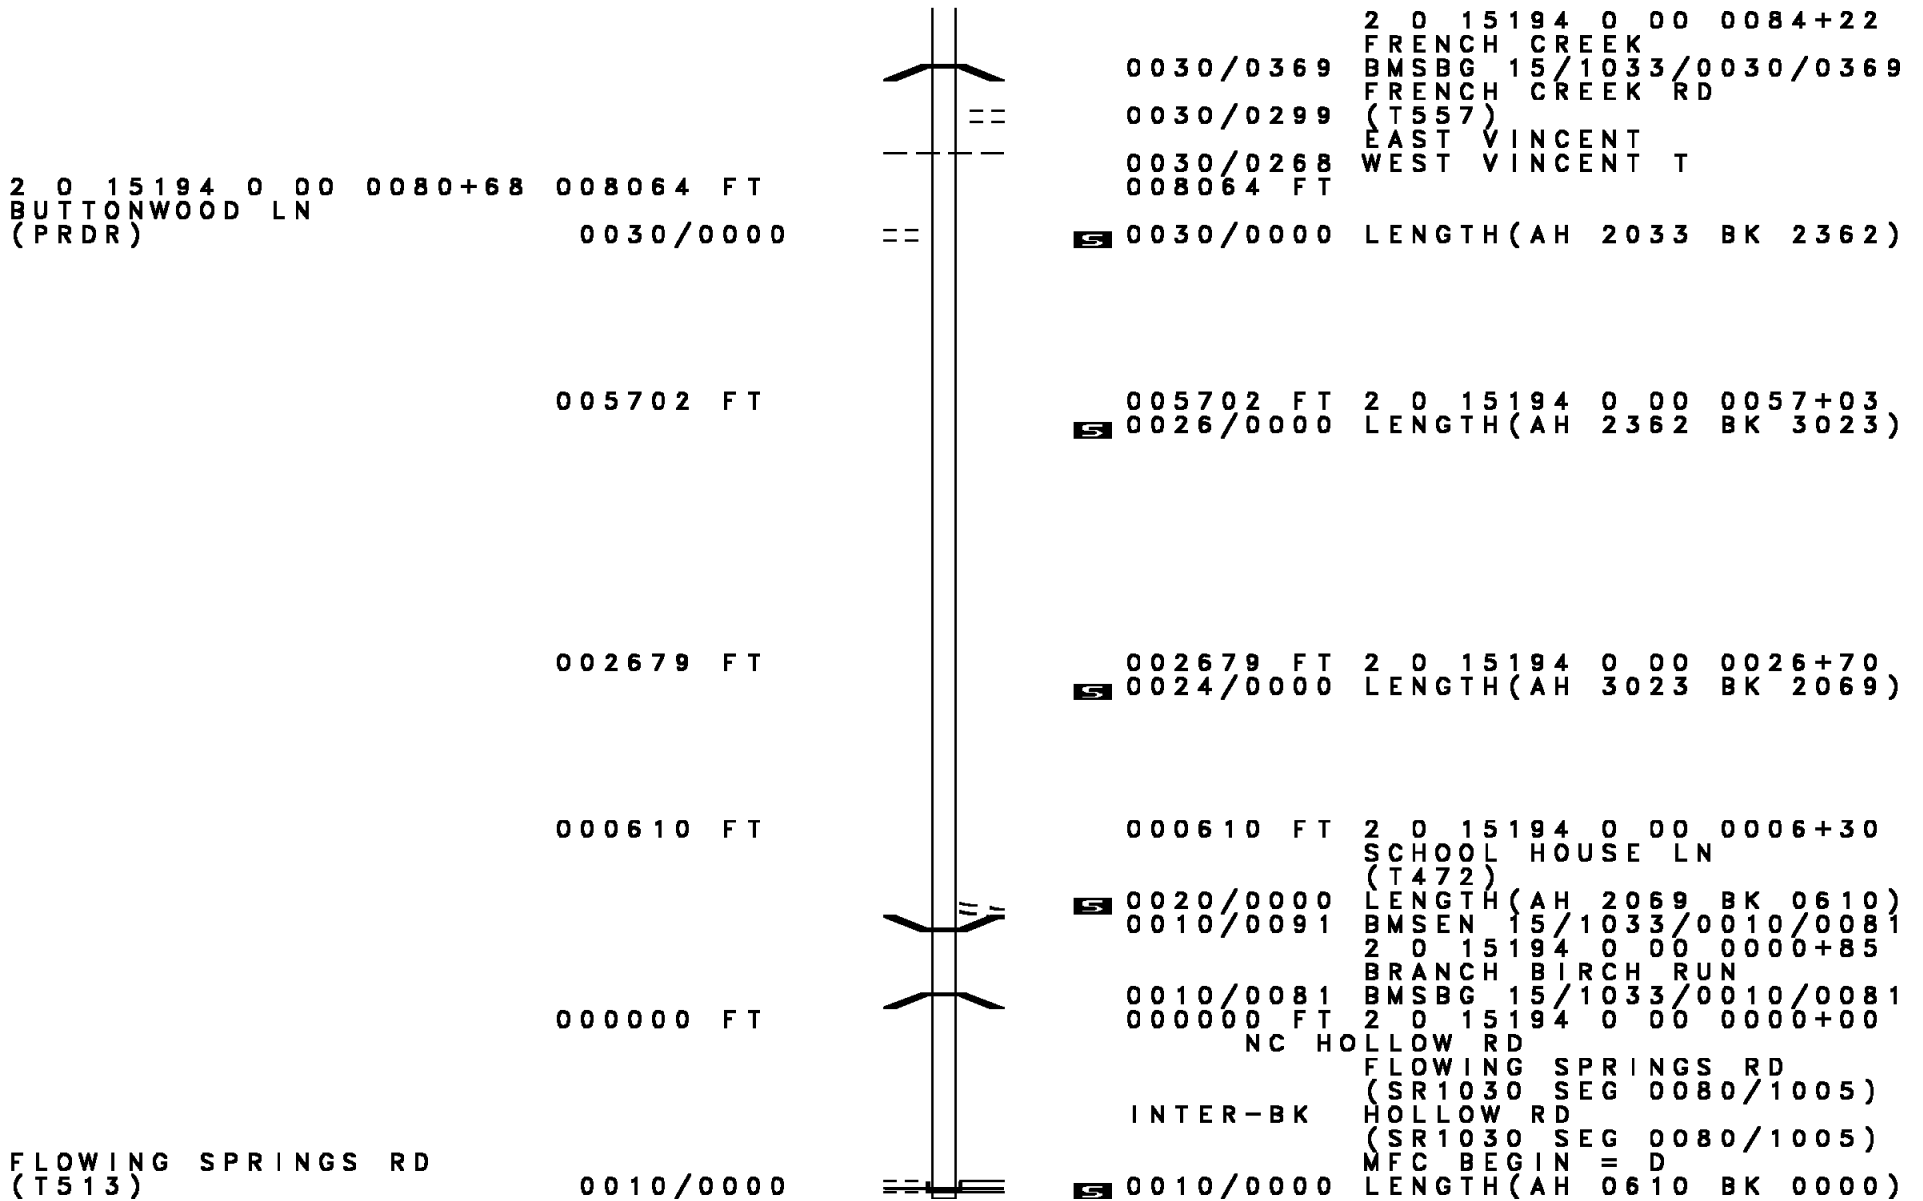 2 0 15194 0 00 0084+22
FRENCH CREEK
0030/0369 BMSBG 15/1033/0030/0369
FRENCH CREEK RD
0030/0299 (T557)
EAST VINCENT
0030/0268 WEST VINCENT T
2 0 15194 0 00 0080+68 008064 FT 008064 FT
BUTTONWOOD LN
(PRDR) 0030/0000 S 0030/0000 LENGTH(AH 2033 BK 2362)
005702 FT 005702 FT 2 0 15194 0 00 0057+03
S 0026/0000 LENGTH(AH 2362 BK 3023)
002679 FT 002679 FT 2 0 15194 0 00 0026+70
S 0024/0000 LENGTH(AH 3023 BK 2069)
000610 FT 000610 FT 2 0 15194 0 00 0006+30
SCHOOL HOUSE LN
(T472)
S 0020/0000 LENGTH(AH 2069 BK 0610)
0010/0091 BMSEN 15/1033/0010/0081
2 0 15194 0 00 0000+85
BRANCH BIRCH RUN
0010/0081 BMSBG 15/1033/0010/0081
000000 FT 000000 FT 2 0 15194 0 00 0000+00
NC HOLLOW RD
FLOWING SPRINGS RD
(SR1030 SEG 0080/1005)
INTER-BK HOLLOW RD
(SR1030 SEG 0080/1005)
FLOWING SPRINGS RD MFC BEGIN = D
(T513) 0010/0000 S 0010/0000 LENGTH(AH 0610 BK 0000)